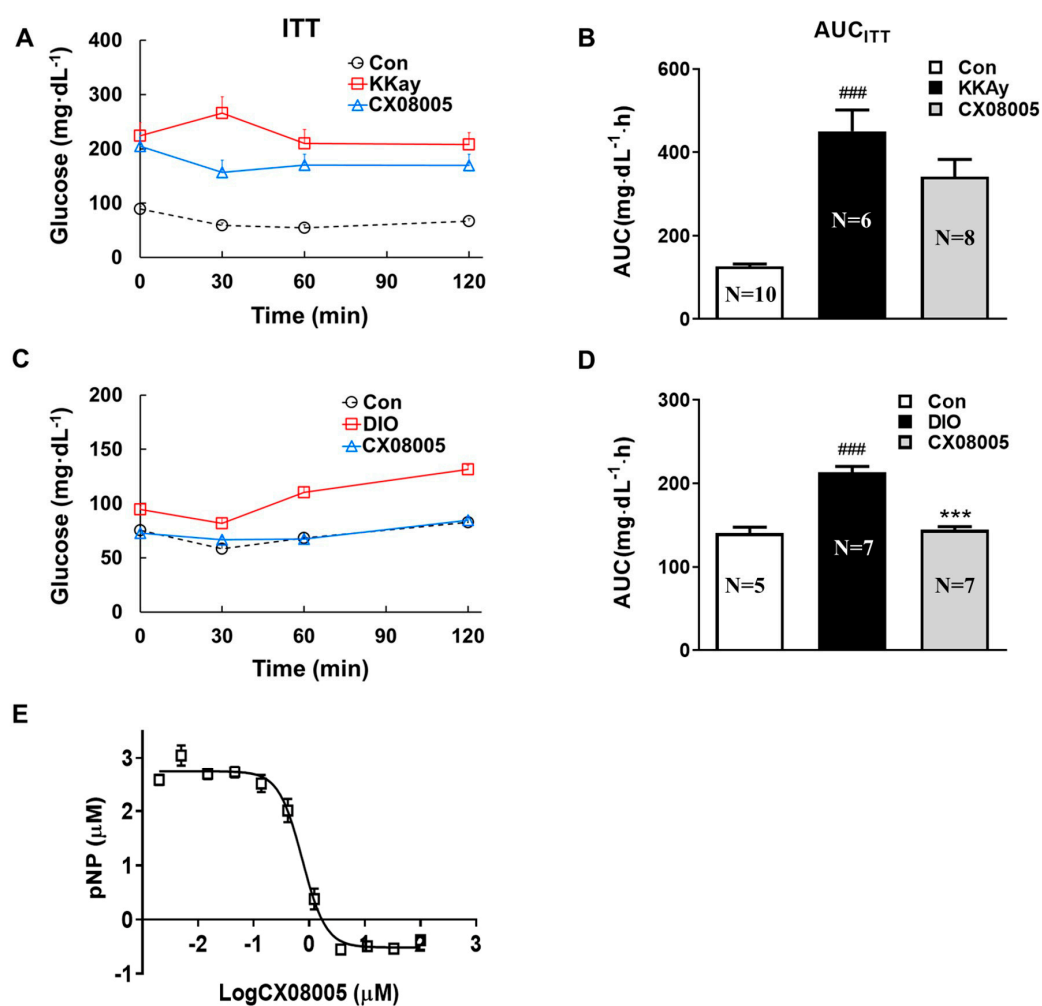 A
ITT
400
300
200
100
0
Glucose (mg·dL⁻¹)
Con
KKay
CX08005
0 30 60 90 120
Time (min)
B
AUCITT
600
400
200
0
AUC(mg·dL⁻¹·h)
Con
KKAy
CX08005
###
N=10
N=6
N=8
C
200
150
100
50
0
Glucose (mg·dL⁻¹)
Con
DIO
CX08005
0 30 60 90 120
Time (min)
D
300
200
100
0
AUC(mg·dL⁻¹·h)
Con
DIO
CX08005
###
***
N=5
N=7
N=7
E
3
2
1
0
-1
pNP (μM)
-2 -1 0 1 2 3
LogCX08005 (μM)